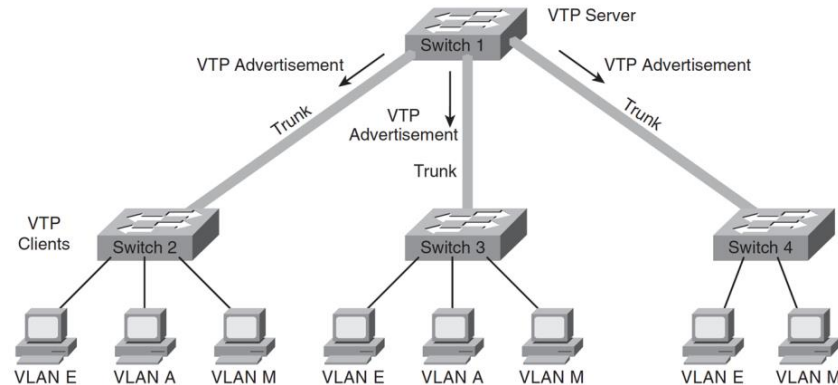 VTP Server
Switch 1
VTP Advertisement
VTP Advertisement
VTP
Advertisement
Trunk
Trunk
Trunk
VTP
Clients
Switch 2
Switch 3
Switch 4
VLAN E
VLAN A
VLAN M
VLAN E
VLAN A
VLAN M
VLAN E
VLAN M